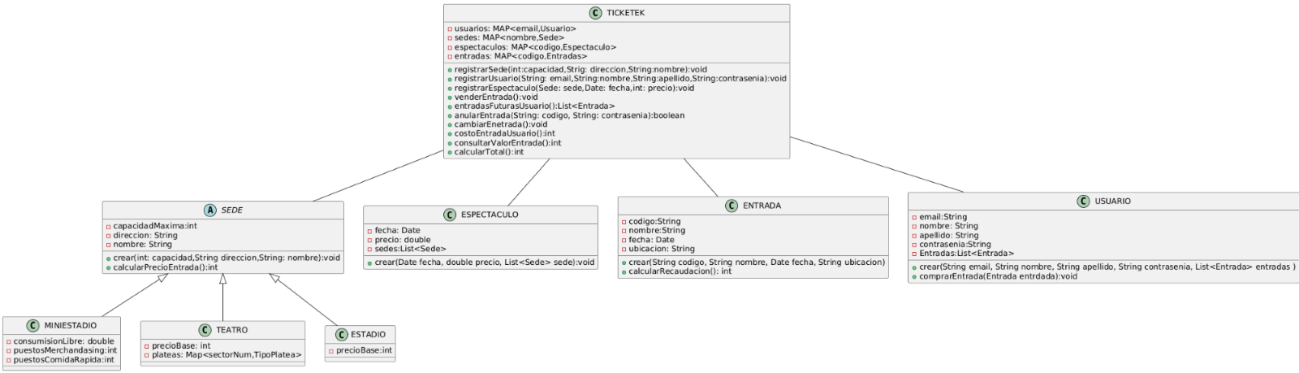 C TICKETEK
usuarios: MAP<email,Usuario>
sedes: MAP<nombre,Sede>
espectaculos: MAP<codigo,Espectaculo>
entradas: MAP<codigo,Entradas>
registrarSede(int:capacidad,Strig: direccion,String:nombre):void
registrarUsuario(String: email,String:nombre,String:apellido,String:contrasenia):void
registrarEspectaculo(Sede: sede,Date: fecha,int: precio):void
venderEntrada():void
entradasFuturasUsuario():List<Entrada>
anularEntrada(String: codigo, String: contrasenia):boolean
cambiarEnetrada():void
costoEntradaUsuario():int
consultarValorEntrada():int
calcularTotal():int
A SEDE
capacidadMaxima:int
direccion: String
nombre: String
crear(int: capacidad,String direccion,String: nombre):void
calcularPrecioEntrada():int
C ESPECTACULO
fecha: Date
precio: double
sedes:List<Sede>
crear(Date fecha, double precio, List<Sede> sede):void
C ENTRADA
codigo:String
nombre:String
fecha: Date
ubicacion: String
crear(String codigo, String nombre, Date fecha, String ubicacion)
calcularRecaudacion(): int
C USUARIO
email:String
nombre: String
apellido: String
contrasenia:String
Entradas:List<Entrada>
crear(String email, String nombre, String apellido, String contrasenia, List<Entrada> entradas )
comprarEntrada(Entrada entrdada):void
C MINIESTADIO
consumisionLibre: double
puestosMerchandasing:int
puestosComidaRapida:int
C TEATRO
precioBase: int
plateas: Map<sectorNum,TipoPlatea>
C ESTADIO
precioBase:int